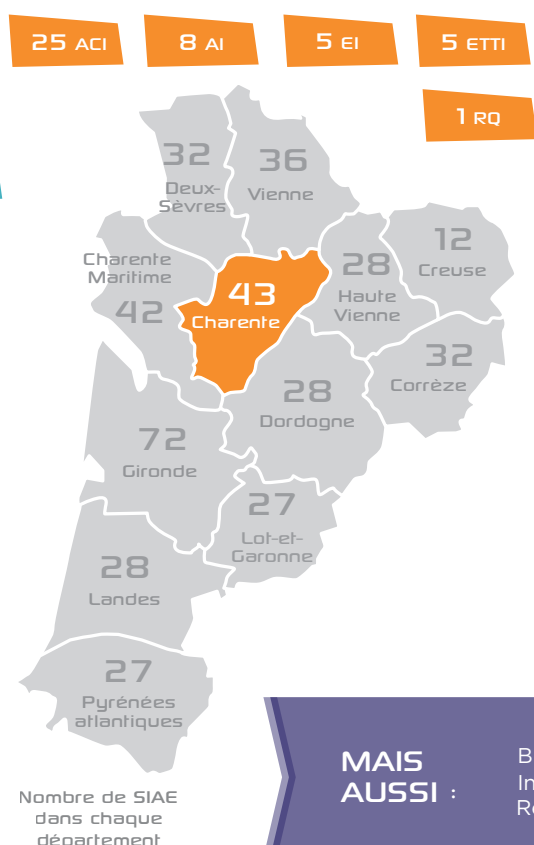 25 ACI
8 AI
5 EI
5 ETTI
1 RQ
32
Deux-
Sèvres
36
Vienne
Charente
Maritime
42
43
Charente
28
Haute
Vienne
12
Creuse
32
Corrèze
28
Dordogne
72
Gironde
27
Lot-et-
Garonne
28
Landes
27
Pyrénées
atlantiques
Nombre de SIAE
dans chaque
département
MAIS
AUSSI :